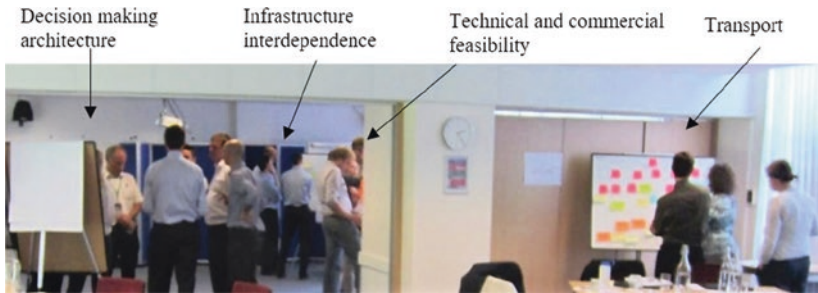 Decision making
architecture
Infrastructure
interdependence
Technical and commercial
feasibility
Transport